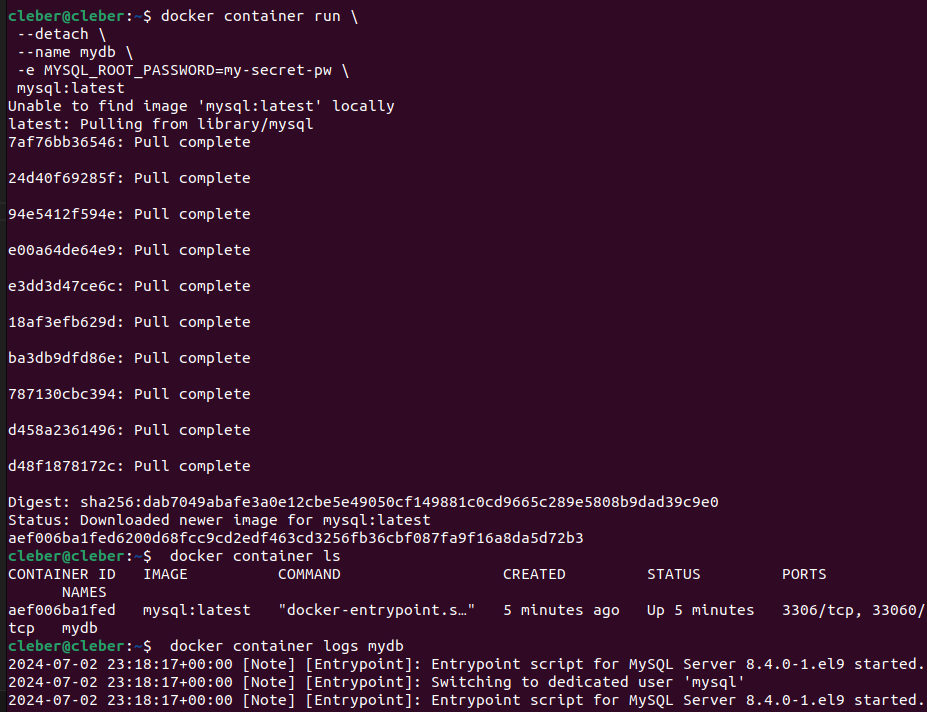 cleber@cleber:~$ docker container run \
 --detach \
 --name mydb \
 -e MYSQL_ROOT_PASSWORD=my-secret-pw \
 mysql:latest
Unable to find image 'mysql:latest' locally
latest: Pulling from library/mysql
7af76bb36546: Pull complete
24d40f69285f: Pull complete
94e5412f594e: Pull complete
e00a64de64e9: Pull complete
e3dd3d47ce6c: Pull complete
18af3efb629d: Pull complete
ba3db9dfd86e: Pull complete
787130cbc394: Pull complete
d458a2361496: Pull complete
d48f1878172c: Pull complete
Digest: sha256:dab7049abafe3a0e12cbe5e49050cf149881c0cd9665c289e5808b9dad39c9e0
Status: Downloaded newer image for mysql:latest
aef006ba1fed6200d68fcc9cd2edf463cd3256fb36cbf087fa9f16a8da5d72b3
cleber@cleber:~$  docker container ls
CONTAINER ID   IMAGE          COMMAND                  CREATED         STATUS         PORTS
      NAMES
aef006ba1fed   mysql:latest   "docker-entrypoint.s…"   5 minutes ago   Up 5 minutes   3306/tcp, 33060/
tcp   mydb
cleber@cleber:~$  docker container logs mydb
2024-07-02 23:18:17+00:00 [Note] [Entrypoint]: Entrypoint script for MySQL Server 8.4.0-1.el9 started.
2024-07-02 23:18:17+00:00 [Note] [Entrypoint]: Switching to dedicated user 'mysql'
2024-07-02 23:18:17+00:00 [Note] [Entrypoint]: Entrypoint script for MySQL Server 8.4.0-1.el9 started.